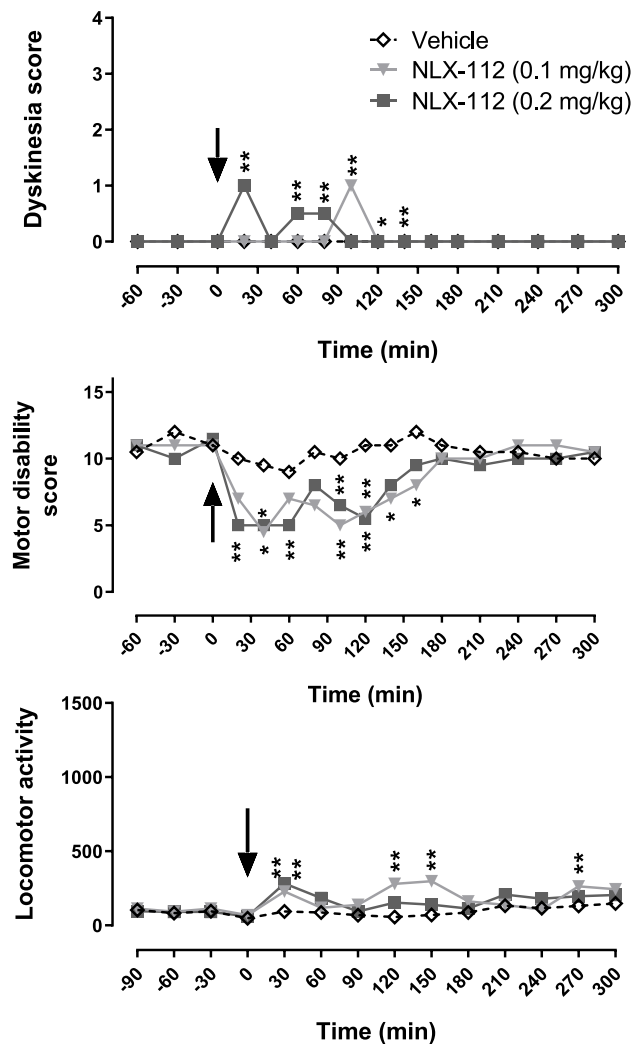 Vehicle
NLX-112 (0.1 mg/kg)
NLX-112 (0.2 mg/kg)
Dyskinesia score
4
3
2
1
0
** ** ** ** * **
-60 -30 0 30 60 90 120 150 180 210 240 270 300
Time (min)
Motor disability
score
15
10
5
0
** **
*
** * ** ** ** * *
-60 -30 0 30 60 90 120 150 180 210 240 270 300
Time (min)
Locomotor activity
1500
1000
500
0
** ** ** ** **
-90 -60 -30 0 30 60 90 120 150 180 210 240 270 300
Time (min)